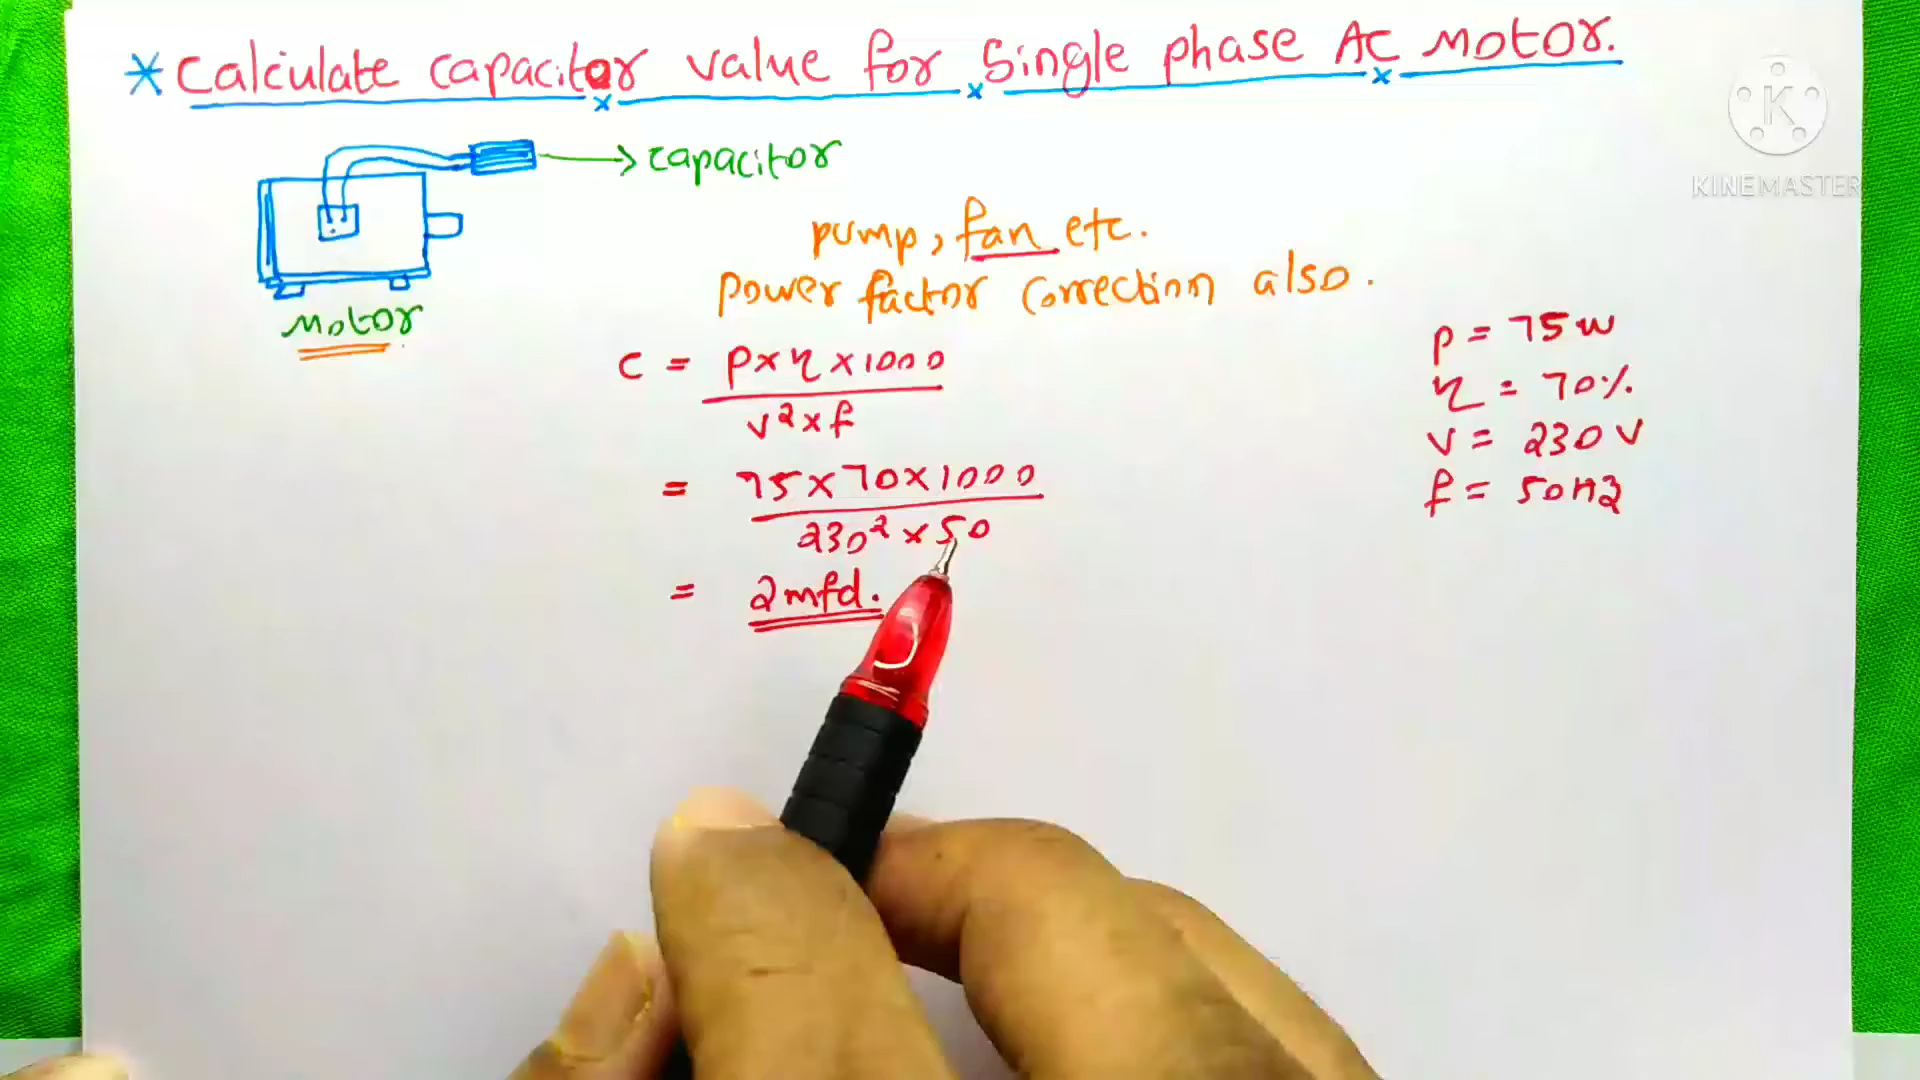 * Calculate capacitor value for Single phase AC Motor.
K
KINEMASTER
capacitor
pump, fan etc.
power factor correction also.
Motor
C = P×η×1000
V²×f
= 75×70×1000
230²×50
= 2mfd.
P = 75W
η = 70%
V = 230V
f = 50HZ